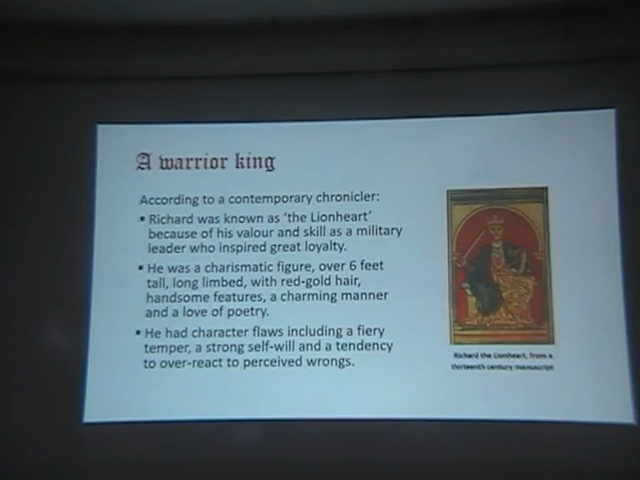 A warrior king
According to a contemporary chronicler:
▪ Richard was known as 'the Lionheart'
because of his valour and skill as a military
leader who inspired great loyalty.
▪ He was a charismatic figure, over 6 feet
tall, long limbed, with red-gold hair,
handsome features, a charming manner
and a love of poetry.
▪ He had character flaws including a fiery
temper, a strong self-will and a tendency
to over-react to perceived wrongs.
Richard the Lionheart, from a
thirteenth century manuscript